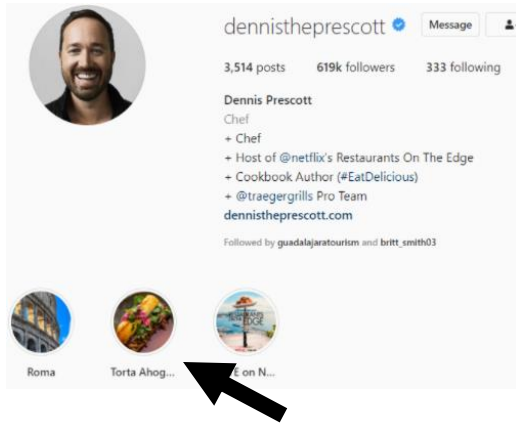 dennistheprescott Message
3,514 posts 619k followers 333 following
Dennis Prescott
Chef
+ Chef
+ Host of @netflix's Restaurants On The Edge
+ Cookbook Author (#EatDelicious)
+ @traegergrills Pro Team
dennistheprescott.com
Followed by guadalajaratourism and britt_smith03
EDGE
Roma Torta Ahog... E on N...